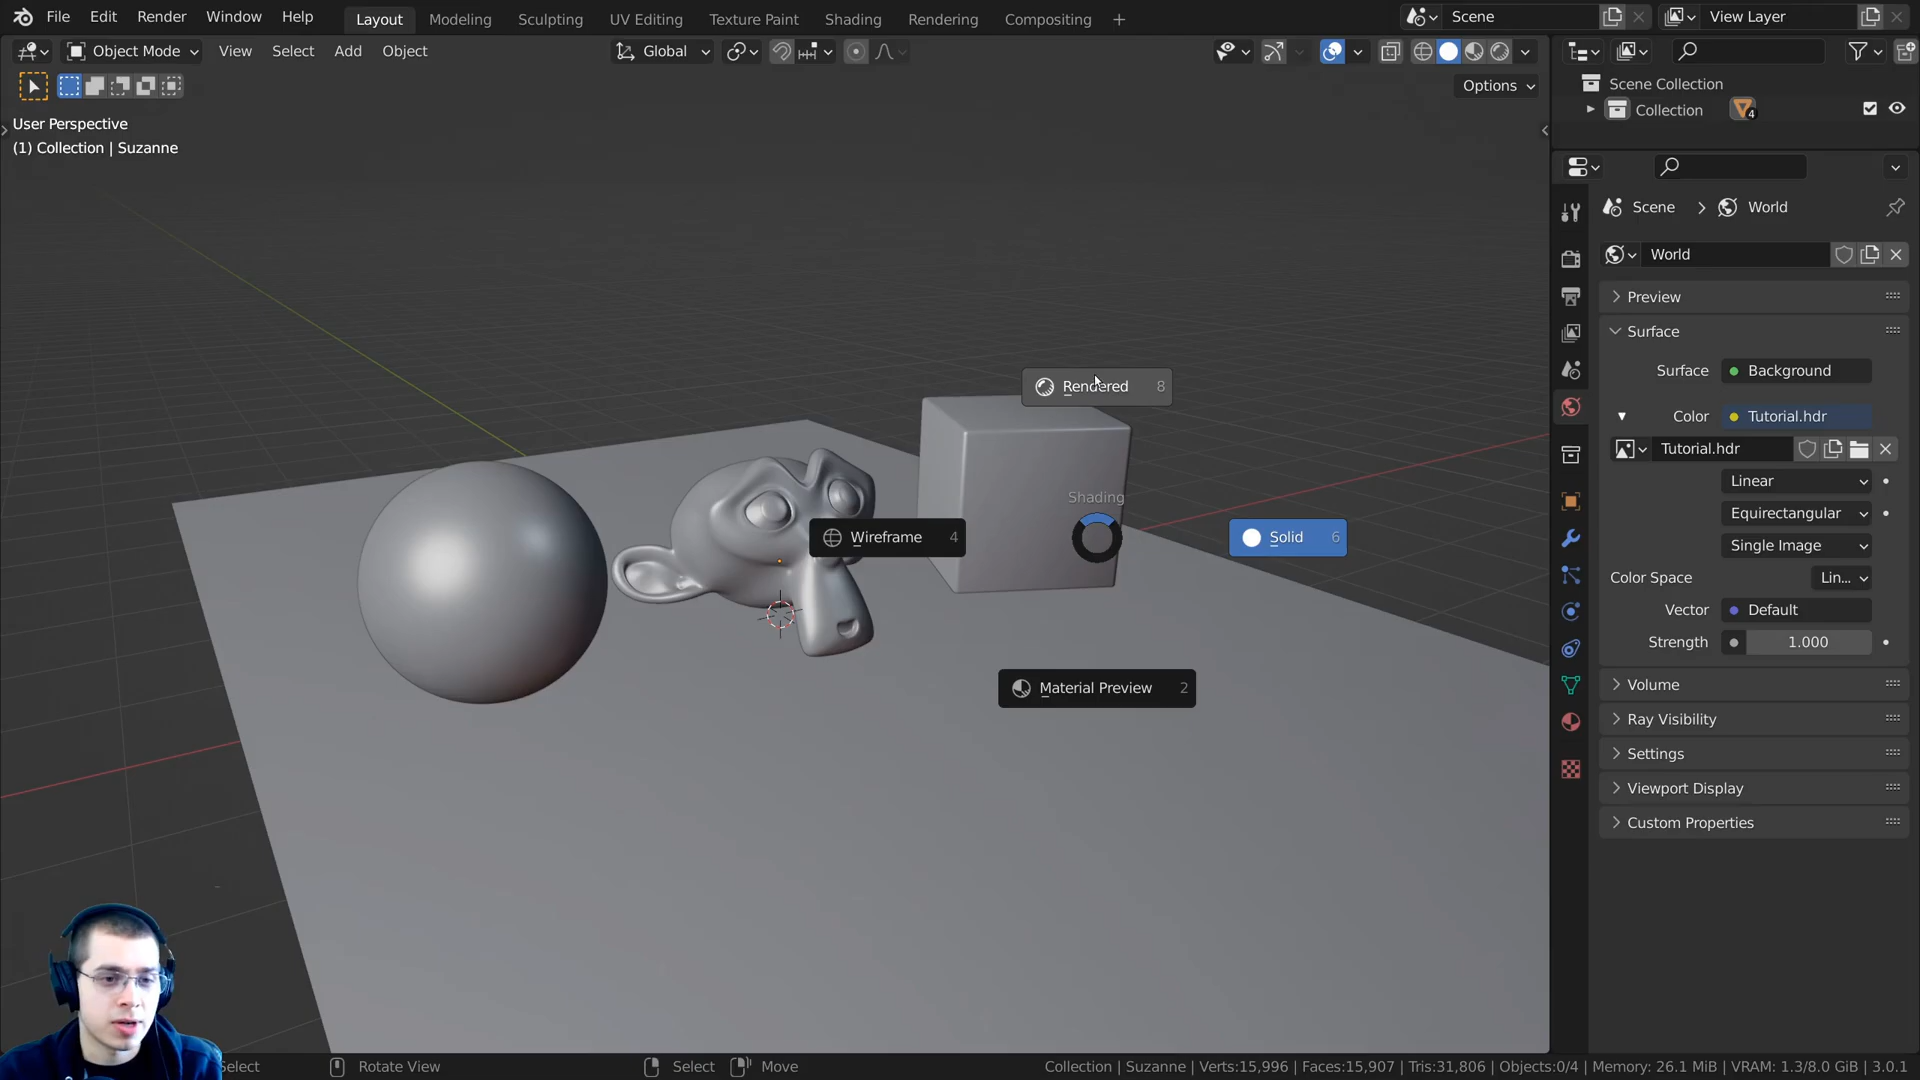 File Edit Render Window Help Layout Modeling Sculpting UV Editing Texture Paint Shading Rendering Compositing + Scene View Layer
Object Mode View Select Add Object Global
Options
User Perspective
(1) Collection | Suzanne
Scene Collection
Collection 4
Scene > World
World
Preview
Surface
Surface Background
Color Tutorial.hdr
Tutorial.hdr
Linear
Equirectangular
Single Image
Color Space Lin...
Vector Default
Strength 1.000
Volume
Ray Visibility
Settings
Viewport Display
Custom Properties
Rendered 8
Shading
Wireframe 4
Solid 6
Material Preview 2
Select Rotate View Select Move Collection | Suzanne | Verts:15,996 | Faces:15,907 | Tris:31,806 | Objects:0/4 | Memory: 26.1 MiB | VRAM: 1.3/8.0 GiB | 3.0.1